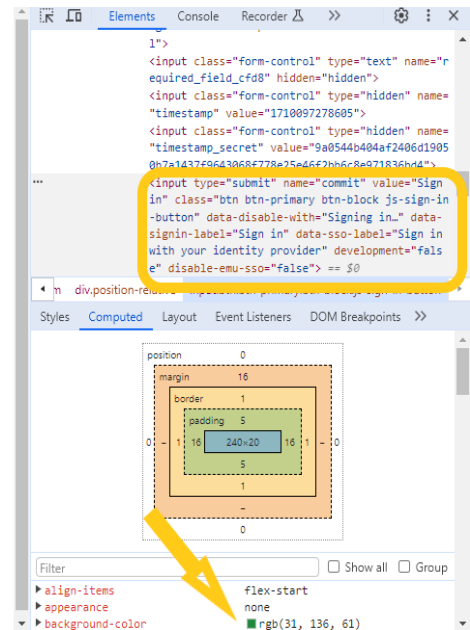 Elements Console Recorder
l">
<input class="form-control" type="text" name="r
equired_field_cfd8" hidden="hidden">
<input class="form-control" type="hidden" name=
"timestamp" value="1710097278605">
<input class="form-control" type="hidden" name=
"timestamp_secret" value="9a0544b404af2406d1905
0b7a1437f9643068f778e25e46f2bb6c8e971836bd4">
<input type="submit" name="commit" value="Sign
in" class="btn btn-primary btn-block js-sign-in
-button" data-disable-with="Signing in…" data-
signin-label="Sign in" data-sso-label="Sign in
with your identity provider" development="fals
e" disable-emu-sso="false"> == $0
m div.position-relative
Styles Computed Layout Event Listeners DOM Breakpoints
position 0
margin 16
border 1
padding 5
0 - 1 16 240×20 16 1 - 0
5
1
-
0
Filter Show all Group
align-items flex-start
appearance none
background-color rgb(31, 136, 61)